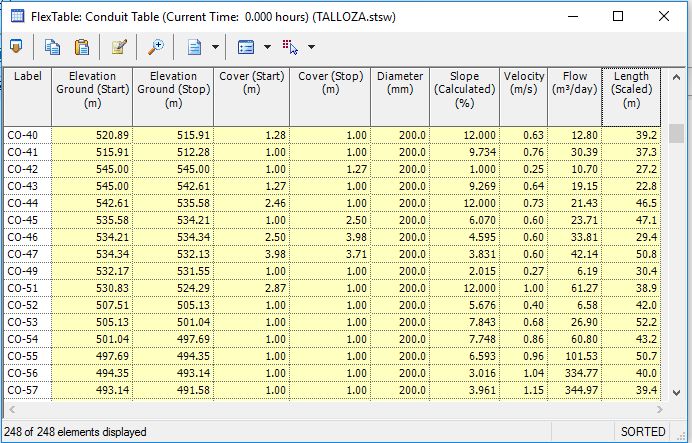 FlexTable: Conduit Table (Current Time: 0.000 hours) (TALLOZA.stsw)
Label Elevation Ground (Start) (m) Elevation Ground (Stop) (m) Cover (Start) (m) Cover (Stop) (m) Diameter (mm) Slope (Calculated) (%) Velocity (m/s) Flow (m³/day) Length (Scaled) (m)
CO-40 520.89 515.91 1.28 1.00 200.0 12.000 0.63 12.80 39.2
CO-41 515.91 512.28 1.00 1.00 200.0 9.734 0.76 30.39 37.3
CO-42 545.00 545.00 1.00 1.27 200.0 1.000 0.25 10.70 27.2
CO-43 545.00 542.61 1.27 1.00 200.0 9.269 0.64 19.15 22.8
CO-44 542.61 535.58 2.46 1.00 200.0 12.000 0.73 21.43 46.5
CO-45 535.58 534.21 1.00 2.50 200.0 6.070 0.60 23.71 47.1
CO-46 534.21 534.34 2.50 3.98 200.0 4.595 0.60 33.81 29.4
CO-47 534.34 532.13 3.98 3.71 200.0 3.831 0.60 42.14 50.8
CO-49 532.17 531.55 1.00 1.00 200.0 2.015 0.27 6.19 30.4
CO-51 530.83 524.29 2.87 1.00 200.0 12.000 1.00 61.27 38.9
CO-52 507.51 505.13 1.00 1.00 200.0 5.676 0.40 6.58 42.0
CO-53 505.13 501.04 1.00 1.00 200.0 7.843 0.68 26.90 52.2
CO-54 501.04 497.69 1.00 1.00 200.0 7.748 0.86 60.80 43.2
CO-55 497.69 494.35 1.00 1.00 200.0 6.593 0.96 101.53 50.7
CO-56 494.35 493.14 1.00 1.00 200.0 3.016 1.04 334.77 40.0
CO-57 493.14 491.58 1.00 1.00 200.0 3.961 1.15 344.97 39.4
248 of 248 elements displayed SORTED